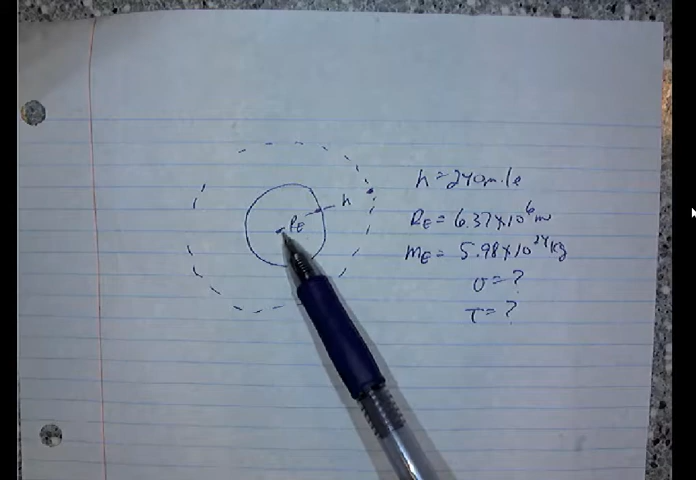 h
RE
h = 240 mile
RE = 6.37×10⁶ m
mE = 5.98×10²⁴ kg
v = ?
T = ?